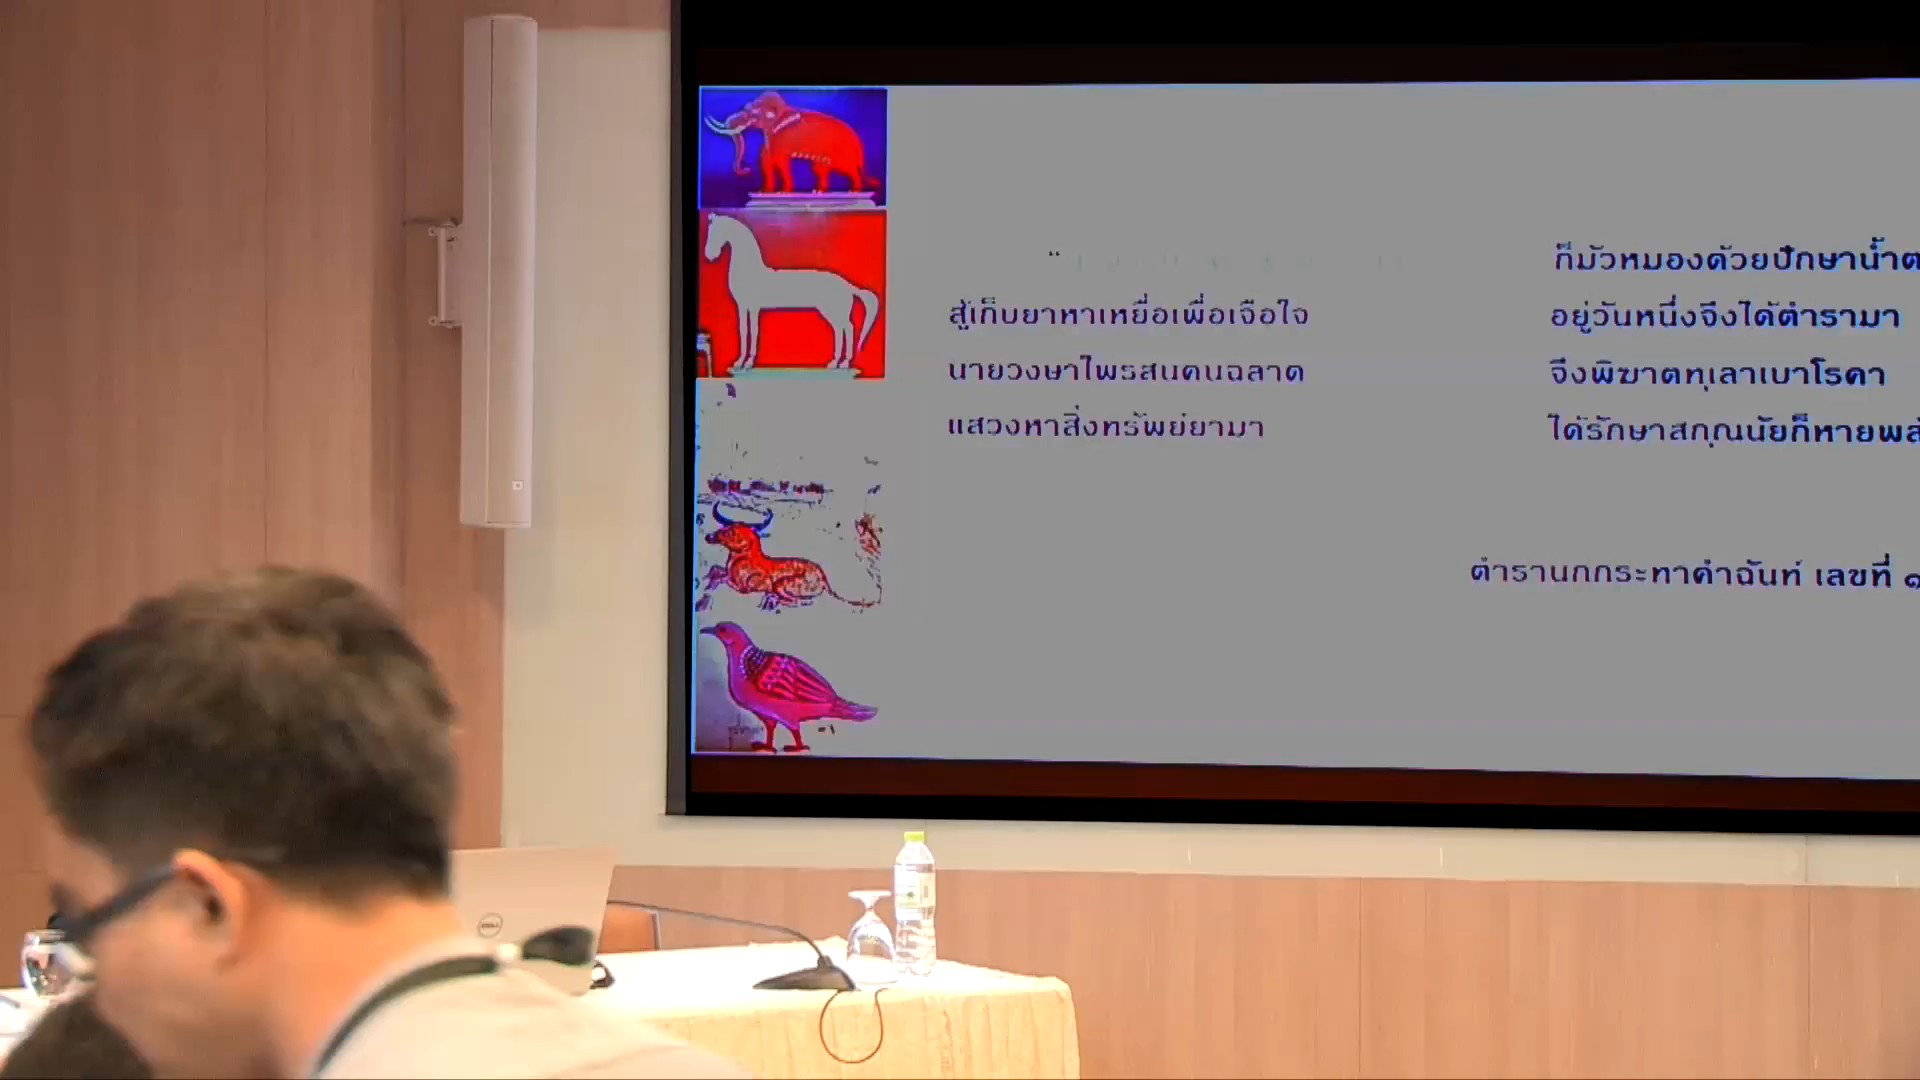 “ ก็มัวหมองด้วยปักษาน้ำ
สู้เก็บยาหาเหยื่อเพื่อเจือใจ อยู่วันหนึ่งจึงได้ตำรามา
นายวงษาไพรสนคนฉลาด จึงพิฆาตทุเลาเบาโรคา
แสวงหาสิ่งทรัพย์ยามา ได้รักษาสกุณนัยก็หาย
ตำรานกกระทาคำฉันท์ เลขที่ ๑
DELL